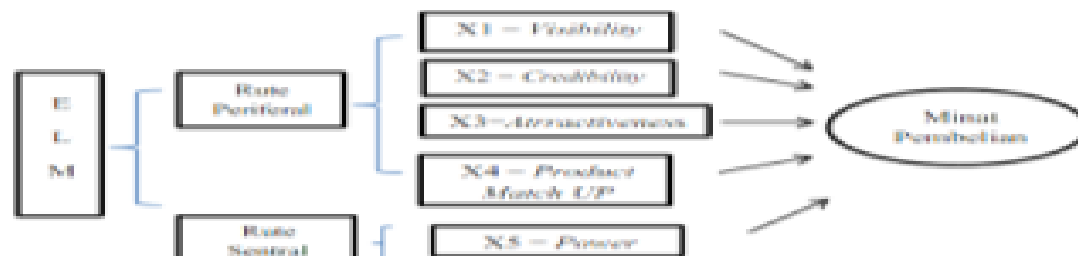 E
L
M
Rute
Periferal
X1 – Visibility
X2 – Credibility
X3-Attractiveness
X4 – Product
Match UP
Minat
Pembelian
Rute
Sentral
X5 – Power